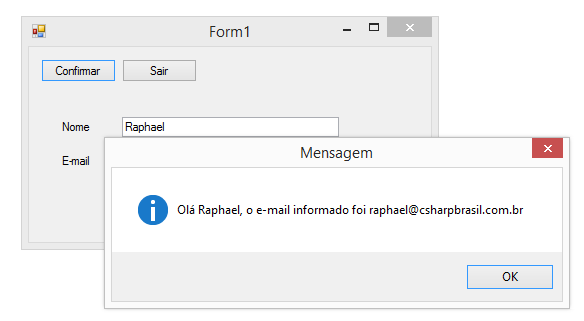 Form1
Confirmar Sair
Nome Raphael
E-mail
Mensagem
Olá Raphael, o e-mail informado foi raphael@csharpbrasil.com.br
OK